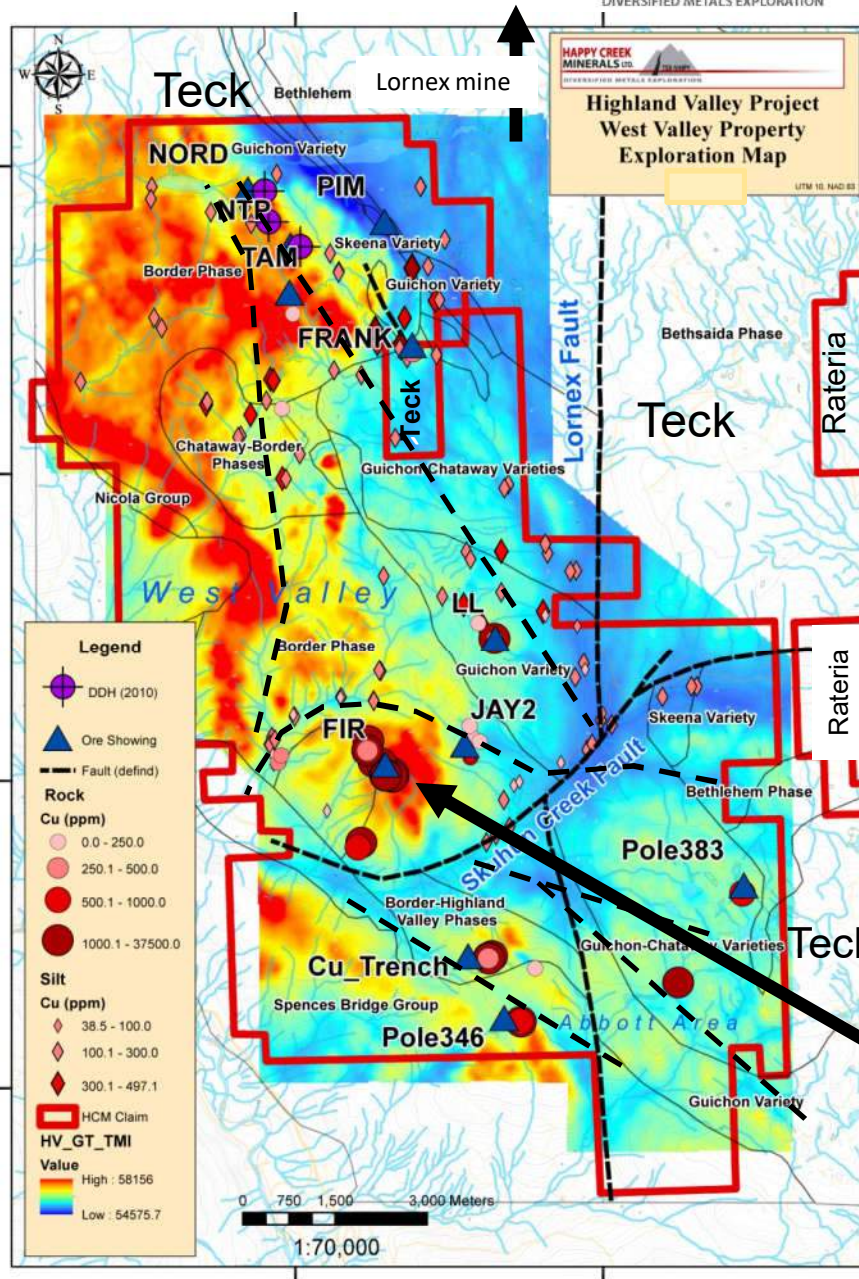 DIVERSIFIED METALS EXPLORATION
N
W E
S
Teck
Bethlehem
Lornex mine
HAPPY CREEK
MINERALS LTD.
TSX HAPPY
DIVERSIFIED METALS EXPLORATION
Highland Valley Project
West Valley Property
Exploration Map
UTM 10, NAD 83
NORD
Guichon Variety
PIM
NTP
Skeena Variety
TAM
Border Phase
Guichon Variety
FRANK
Lornex Fault
Bethsaida Phase
Rateria
Teck
Teck
Chataway-Border
Phases
Guichon-Chataway Varieties
Nicola Group
West Valley
LL
Border Phase
Guichon Variety
Rateria
JAY2
Skeena Variety
FIR
Skuhun Creek Fault
Bethlehem Phase
Pole383
Border-Highland
Valley Phases
Guichon-Chataway Varieties
Teck
Cu_Trench
Spences Bridge Group
Abbott Area
Pole346
Guichon Variety
Legend
DDH (2010)
Ore Showing
Fault (defind)
Rock
Cu (ppm)
0.0 - 250.0
250.1 - 500.0
500.1 - 1000.0
1000.1 - 37500.0
Silt
Cu (ppm)
38.5 - 100.0
100.1 - 300.0
300.1 - 497.1
HCM Claim
HV_GT_TMI
Value
High : 58156
Low : 54575.7
0 750 1,500 3,000 Meters
1:70,000